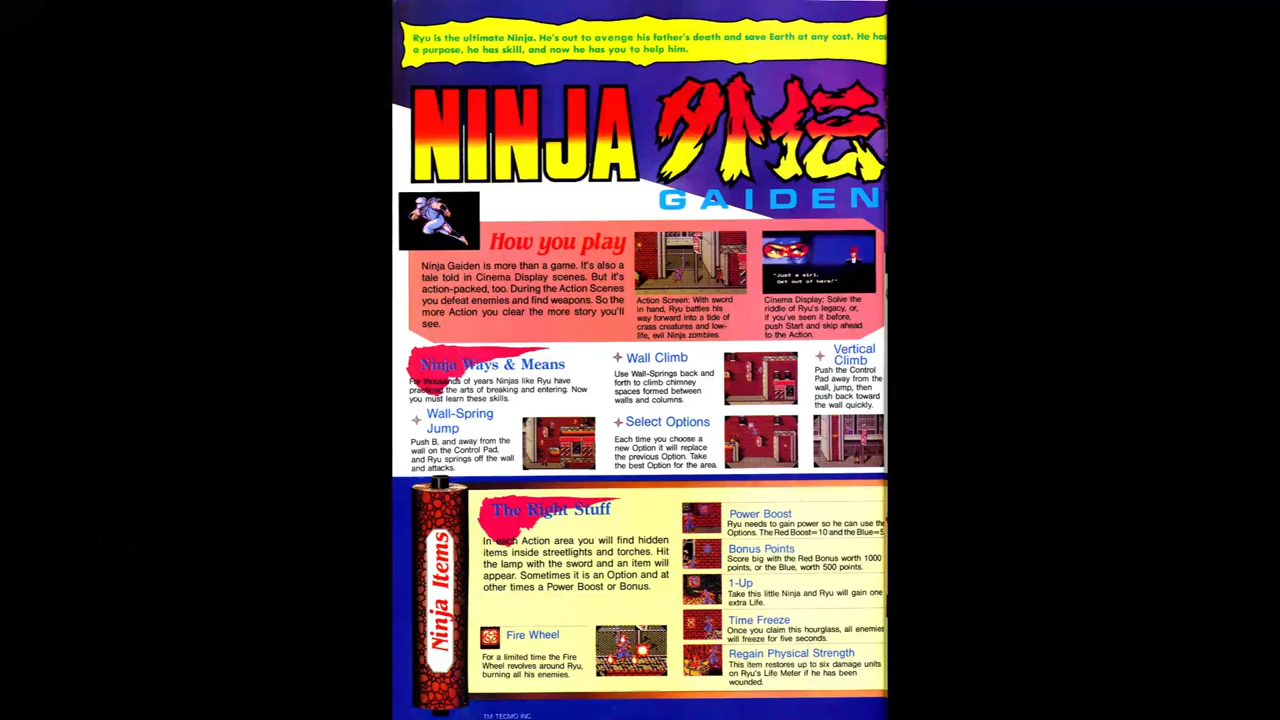 Ryu is the ultimate Ninja. He's out to avenge his father's death and save Earth at any cost. He has
a purpose, he has skill, and now he has you to help him.
NINJA 外伝
GAIDEN
How you play
Ninja Gaiden is more than a game. It's also a
tale told in Cinema Display scenes. But it's
action-packed, too. During the Action Scenes
you defeat enemies and find weapons. So the
more Action you clear the more story you'll
see.
Action Screen: With sword
in hand, Ryu battles his
way forward into a tide of
crass creatures and low-
life, evil Ninja zombies.
"Just a girl.
Get out of here!"
Cinema Display: Solve the
riddle of Ryu's legacy, or,
if you've seen it before,
push Start and skip ahead
to the Action.
Ninja Ways & Means
For thousands of years Ninjas like Ryu have
practiced the arts of breaking and entering. Now
you must learn these skills.
Wall-Spring
Jump
Push B, and away from the
wall on the Control Pad,
and Ryu springs off the wall
and attacks.
Wall Climb
Use Wall-Springs back and
forth to climb chimney
spaces formed between
walls and columns.
Select Options
Each time you choose a
new Option it will replace
the previous Option. Take
the best Option for the area.
Vertical
Climb
Push the Control
Pad away from the
wall, jump, then
push back toward
the wall quickly.
Ninja Items
The Right Stuff
In each Action area you will find hidden
items inside streetlights and torches. Hit
the lamp with the sword and an item will
appear. Sometimes it is an Option and at
other times a Power Boost or Bonus.
Fire Wheel
For a limited time the Fire
Wheel revolves around Ryu,
burning all his enemies.
Power Boost
Ryu needs to gain power so he can use the
Options. The Red Boost=10 and the Blue=5
Bonus Points
Score big with the Red Bonus worth 1000
points, or the Blue, worth 500 points.
1-Up
Take this little Ninja and Ryu will gain one
extra Life.
Time Freeze
Once you claim this hourglass, all enemies
will freeze for five seconds.
Regain Physical Strength
This item restores up to six damage units
on Ryu's Life Meter if he has been
wounded.
TM TECMO INC.